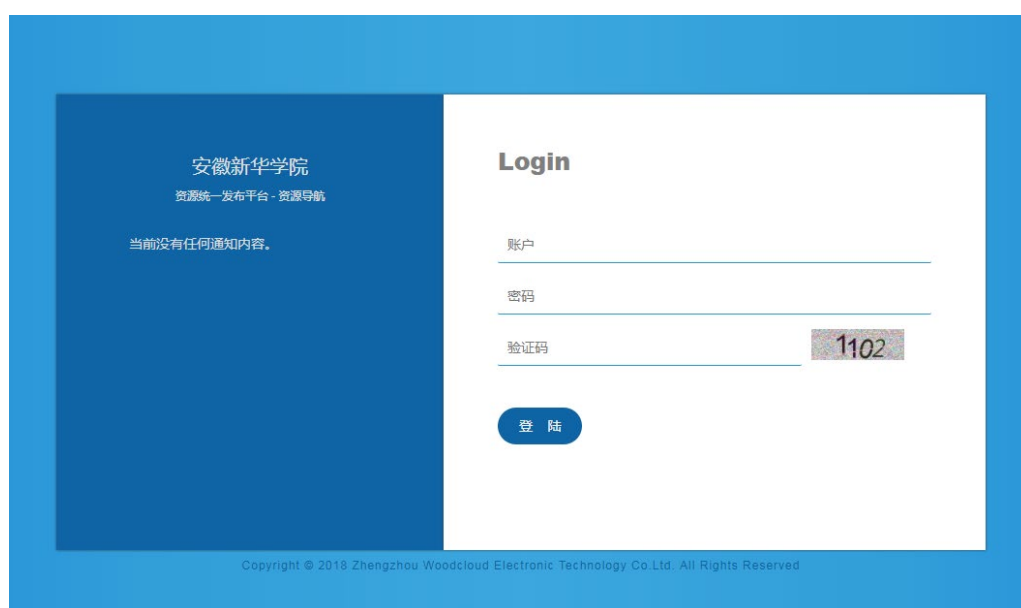 安徽新华学院
资源统一发布平台 - 资源导航
当前没有任何通知内容。
Login
账户
密码
验证码
1102
登 陆
Copyright © 2018 Zhengzhou Woodcloud Electronic Technology Co.Ltd. All Rights Reserved